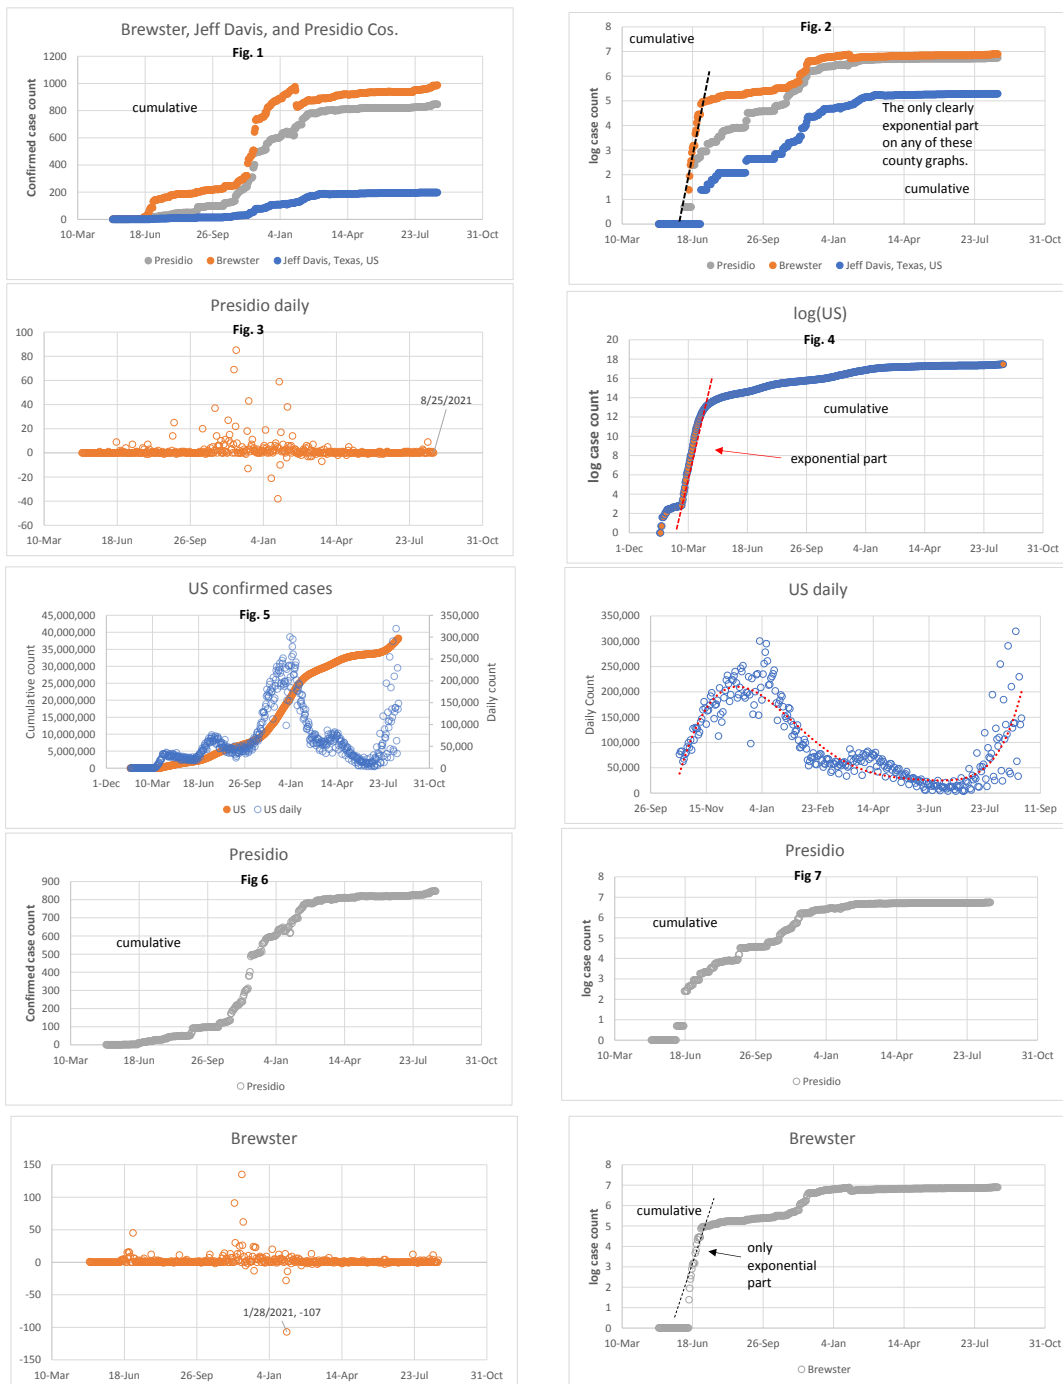 Brewster, Jeff Davis, and Presidio Cos.
Fig. 1
cumulative
Confirmed case count
1200
1000
800
600
400
200
0
10-Mar 18-Jun 26-Sep 4-Jan 14-Apr 23-Jul 31-Oct
Presidio Brewster Jeff Davis, Texas, US
Fig. 2
cumulative
log case count
8
7
6
5
4
3
2
1
0
The only clearly
exponential part
on any of these
county graphs.
cumulative
10-Mar 18-Jun 26-Sep 4-Jan 14-Apr 23-Jul 31-Oct
Presidio Brewster Jeff Davis, Texas, US
Presidio daily
Fig. 3
100
80
60
40
20
0
-20
-40
-60
8/25/2021
10-Mar 18-Jun 26-Sep 4-Jan 14-Apr 23-Jul 31-Oct
log(US)
Fig. 4
log case count
20
18
16
14
12
10
8
6
4
2
0
cumulative
exponential part
1-Dec 10-Mar 18-Jun 26-Sep 4-Jan 14-Apr 23-Jul 31-Oct
US confirmed cases
Fig. 5
Cumulative count
45,000,000
40,000,000
35,000,000
30,000,000
25,000,000
20,000,000
15,000,000
10,000,000
5,000,000
0
350,000
300,000
250,000
200,000
150,000
100,000
50,000
0
Daily count
1-Dec 10-Mar 18-Jun 26-Sep 4-Jan 14-Apr 23-Jul 31-Oct
US US daily
US daily
Daily Count
350,000
300,000
250,000
200,000
150,000
100,000
50,000
0
26-Sep 15-Nov 4-Jan 23-Feb 14-Apr 3-Jun 23-Jul 11-Sep
Presidio
Fig 6
cumulative
Confirmed case count
900
800
700
600
500
400
300
200
100
0
10-Mar 18-Jun 26-Sep 4-Jan 14-Apr 23-Jul 31-Oct
Presidio
Presidio
Fig 7
cumulative
log case count
8
7
6
5
4
3
2
1
0
10-Mar 18-Jun 26-Sep 4-Jan 14-Apr 23-Jul 31-Oct
Presidio
Brewster
150
100
50
0
-50
-100
-150
1/28/2021, -107
10-Mar 18-Jun 26-Sep 4-Jan 14-Apr 23-Jul 31-Oct
Brewster
cumulative
log case count
8
7
6
5
4
3
2
1
0
only
exponential
part
10-Mar 18-Jun 26-Sep 4-Jan 14-Apr 23-Jul 31-Oct
Brewster